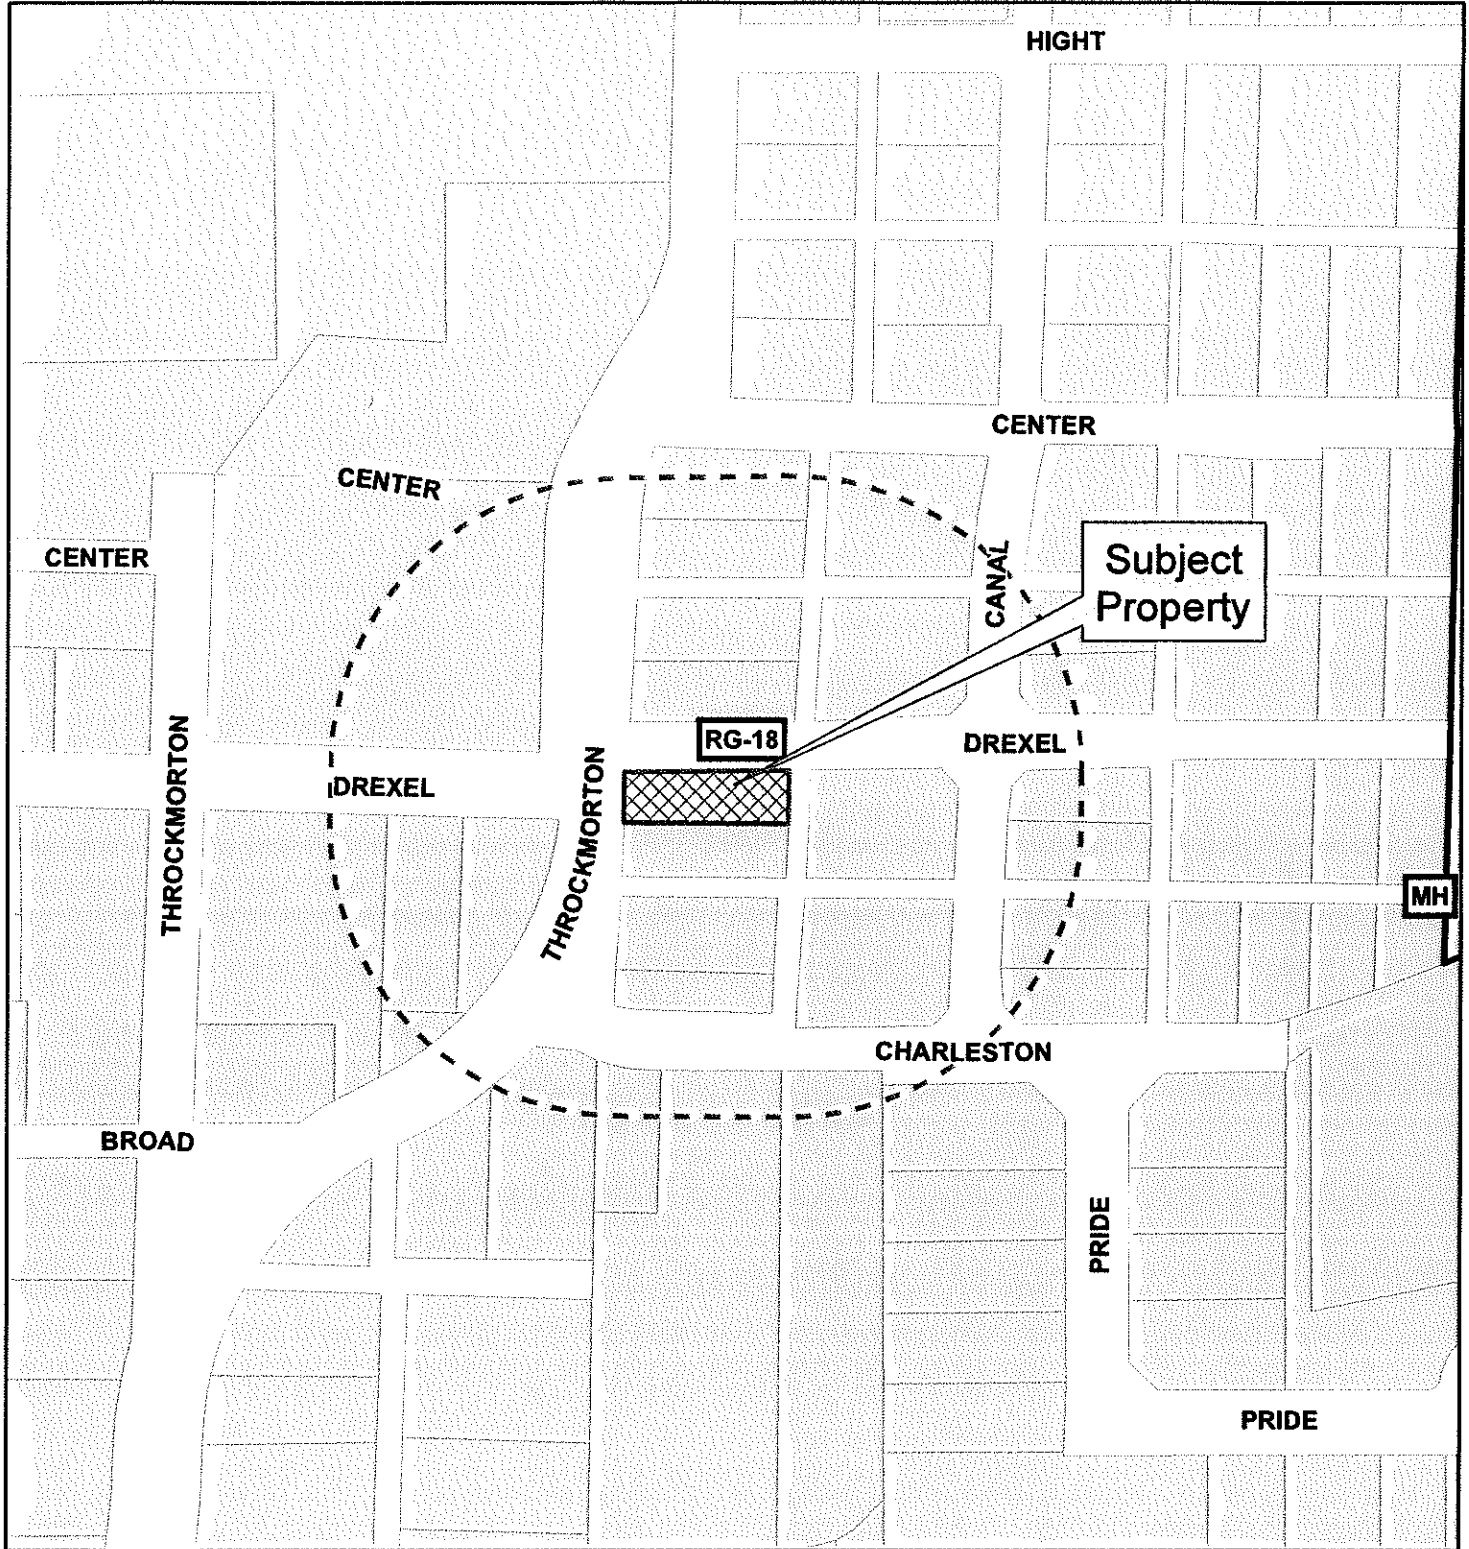 HIGHT
CENTER
CENTER
CENTER
CANAL
Subject
Property
THROCKMORTON
RG-18
DREXEL
DREXEL
THROCKMORTON
MH
CHARLESTON
BROAD
PRIDE
PRIDE